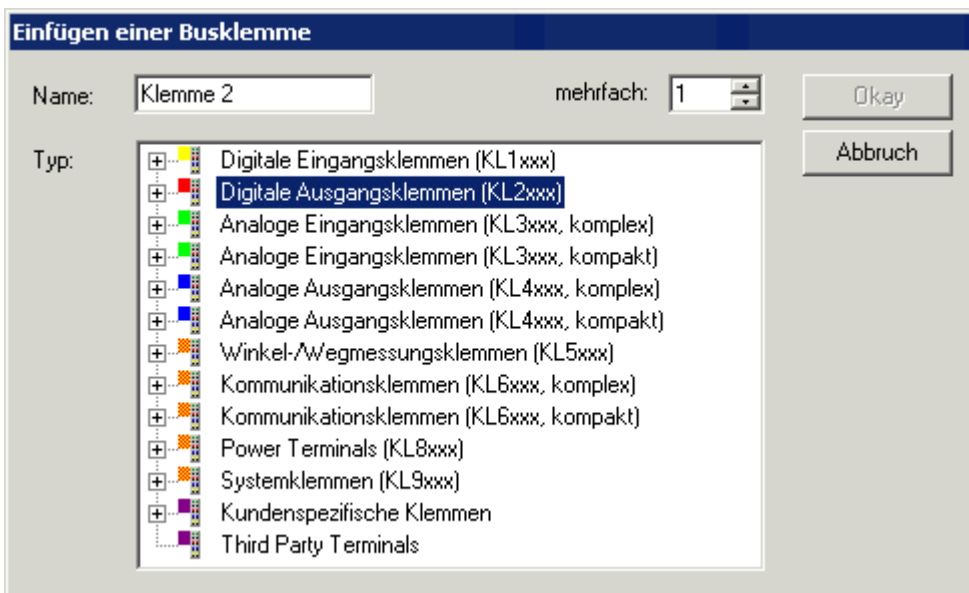 Einfügen einer Busklemme
Name: Klemme 2 mehrfach: 1 Okay
Abbruch
Typ:
Digitale Eingangsklemmen (KL1xxx)
Digitale Ausgangsklemmen (KL2xxx)
Analoge Eingangsklemmen (KL3xxx, komplex)
Analoge Eingangsklemmen (KL3xxx, kompakt)
Analoge Ausgangsklemmen (KL4xxx, komplex)
Analoge Ausgangsklemmen (KL4xxx, kompakt)
Winkel-/Wegmessungsklemmen (KL5xxx)
Kommunikationsklemmen (KL6xxx, komplex)
Kommunikationsklemmen (KL6xxx, kompakt)
Power Terminals (KL8xxx)
Systemklemmen (KL9xxx)
Kundenspezifische Klemmen
Third Party Terminals